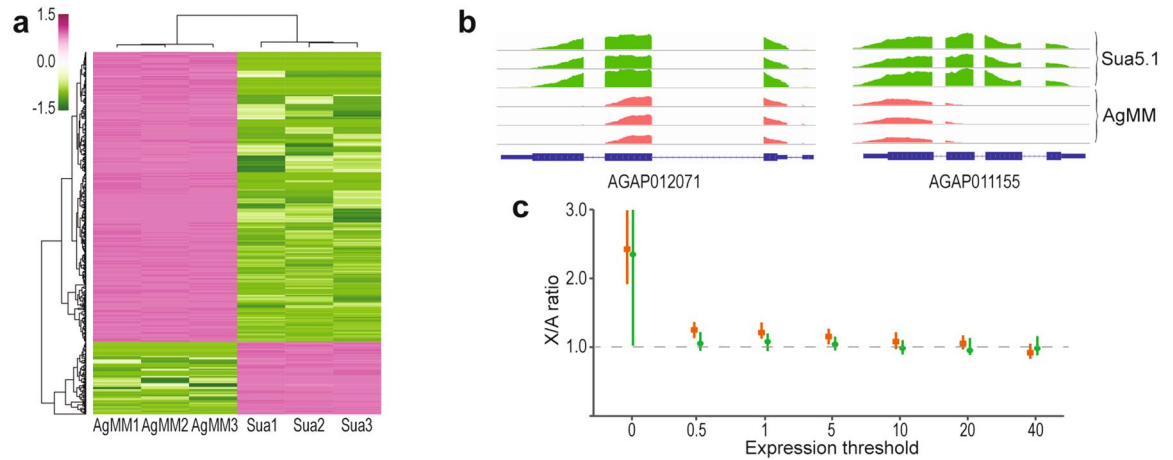 a
1.5
0.0
-1.5
AgMM1 AgMM2 AgMM3 Sua1 Sua2 Sua3
b
Sua5.1
AgMM
AGAP012071 AGAP011155
c
3.0
2.0
1.0
X/A ratio
0 0.5 1 5 10 20 40
Expression threshold